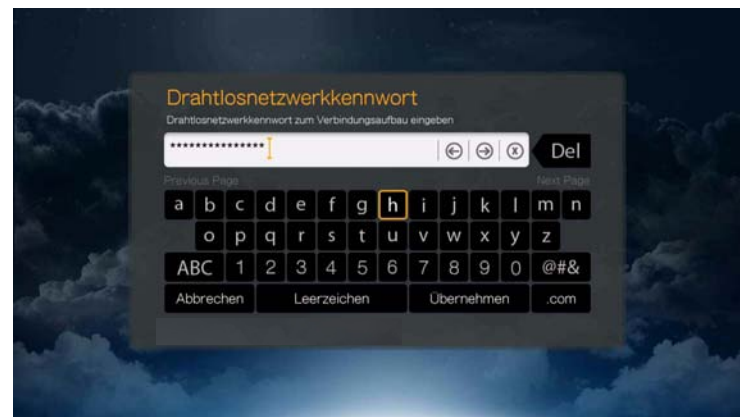 Drahtlosnetzwerkkennwort
Drahtlosnetzwerkkennwort zum Verbindungsaufbau eingeben
***************
Del
Previous Page Next Page
a b c d e f g h i j k l m n
o p q r s t u v w x y z
ABC 1 2 3 4 5 6 7 8 9 0 @#&
Abbrechen Leerzeichen Übernehmen .com